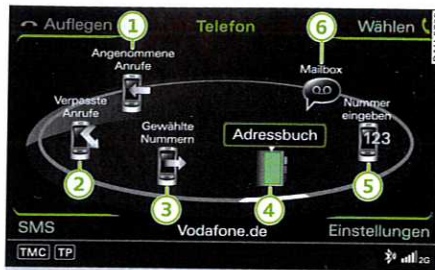 Auflegen
1
Telefon
6
Wählen
Angenommene
Anrufe
Mailbox
Verpasste
Anrufe
Gewählte
Nummern
Nummer
eingeben
Adressbuch
123
2
3
4
5
SMS
Vodafone.de
Einstellungen
TMC TP
2G